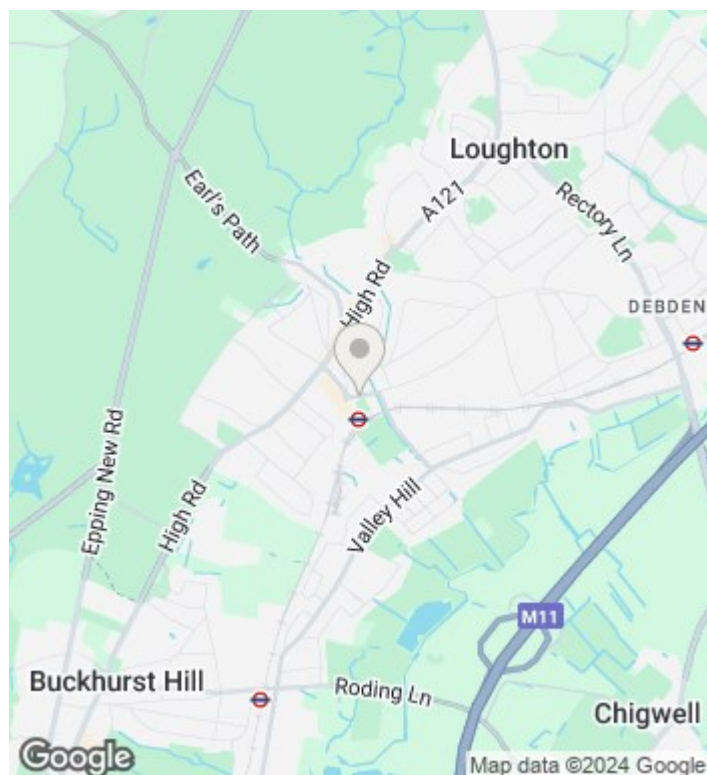 Loughton
A121
Earl's Path
Rectory Ln
High Rd
DEBDEN
Epping New Rd
High Rd
Valley Hill
M11
Buckhurst Hill
Roding Ln
Chigwell
Google
Map data ©2024 Google